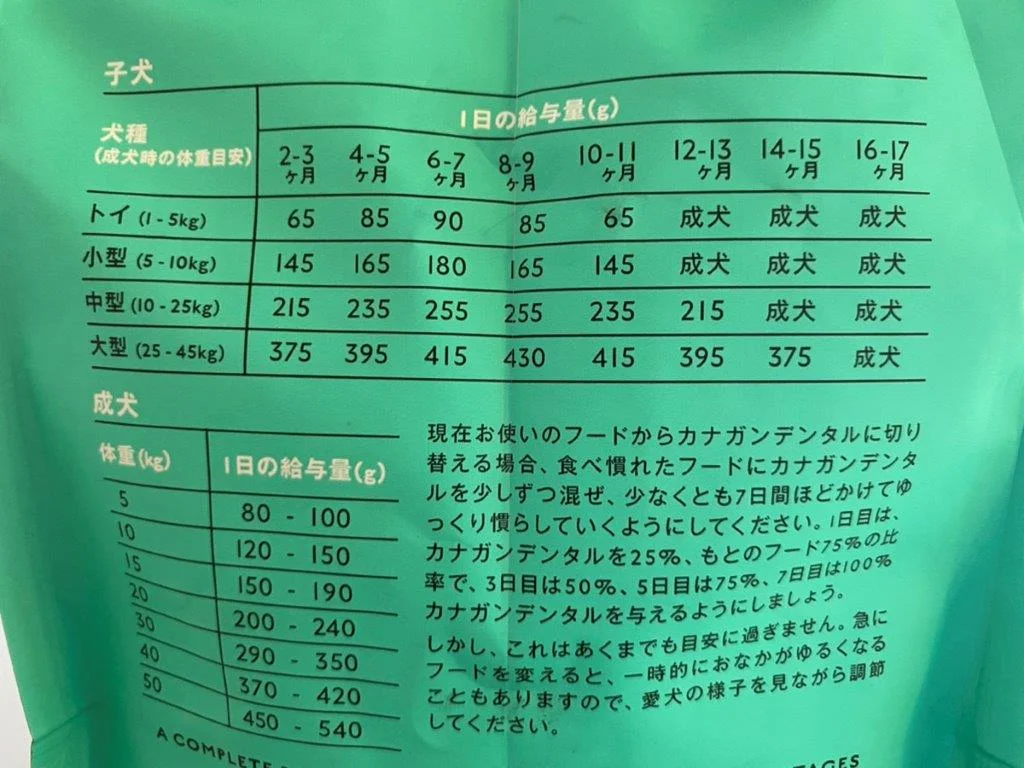 子犬
犬種
(成犬時の体重目安)
1日の給与量(g)
2-3ヶ月 4-5ヶ月 6-7ヶ月 8-9ヶ月 10-11ヶ月 12-13ヶ月 14-15ヶ月 16-17ヶ月
トイ (1-5kg) 65 85 90 85 65 成犬 成犬 成犬
小型 (5-10kg) 145 165 180 165 145 成犬 成犬 成犬
中型 (10-25kg) 215 235 255 255 235 215 成犬 成犬
大型 (25-45kg) 375 395 415 430 415 395 375 成犬
成犬
体重(kg) 1日の給与量(g)
5 80 - 100
10 120 - 150
15 150 - 190
20 200 - 240
30 290 - 350
40 370 - 420
50 450 - 540
現在お使いのフードからカナガンデンタルに切り
替える場合、食べ慣れたフードにカナガンデンタ
ルを少しずつ混ぜ、少なくとも7日間ほどかけてゆ
っくり慣らしていくようにしてください。1日目は、
カナガンデンタルを25%、もとのフード75%の比
率で、3日目は50%、5日目は75%、7日目は100%
カナガンデンタルを与えるようにしましょう。
しかし、これはあくまでも目安に過ぎません。急に
フードを変えると、一時的におなかがゆるくなる
こともありますので、愛犬の様子を見ながら調節
してください。
A COMPLETE